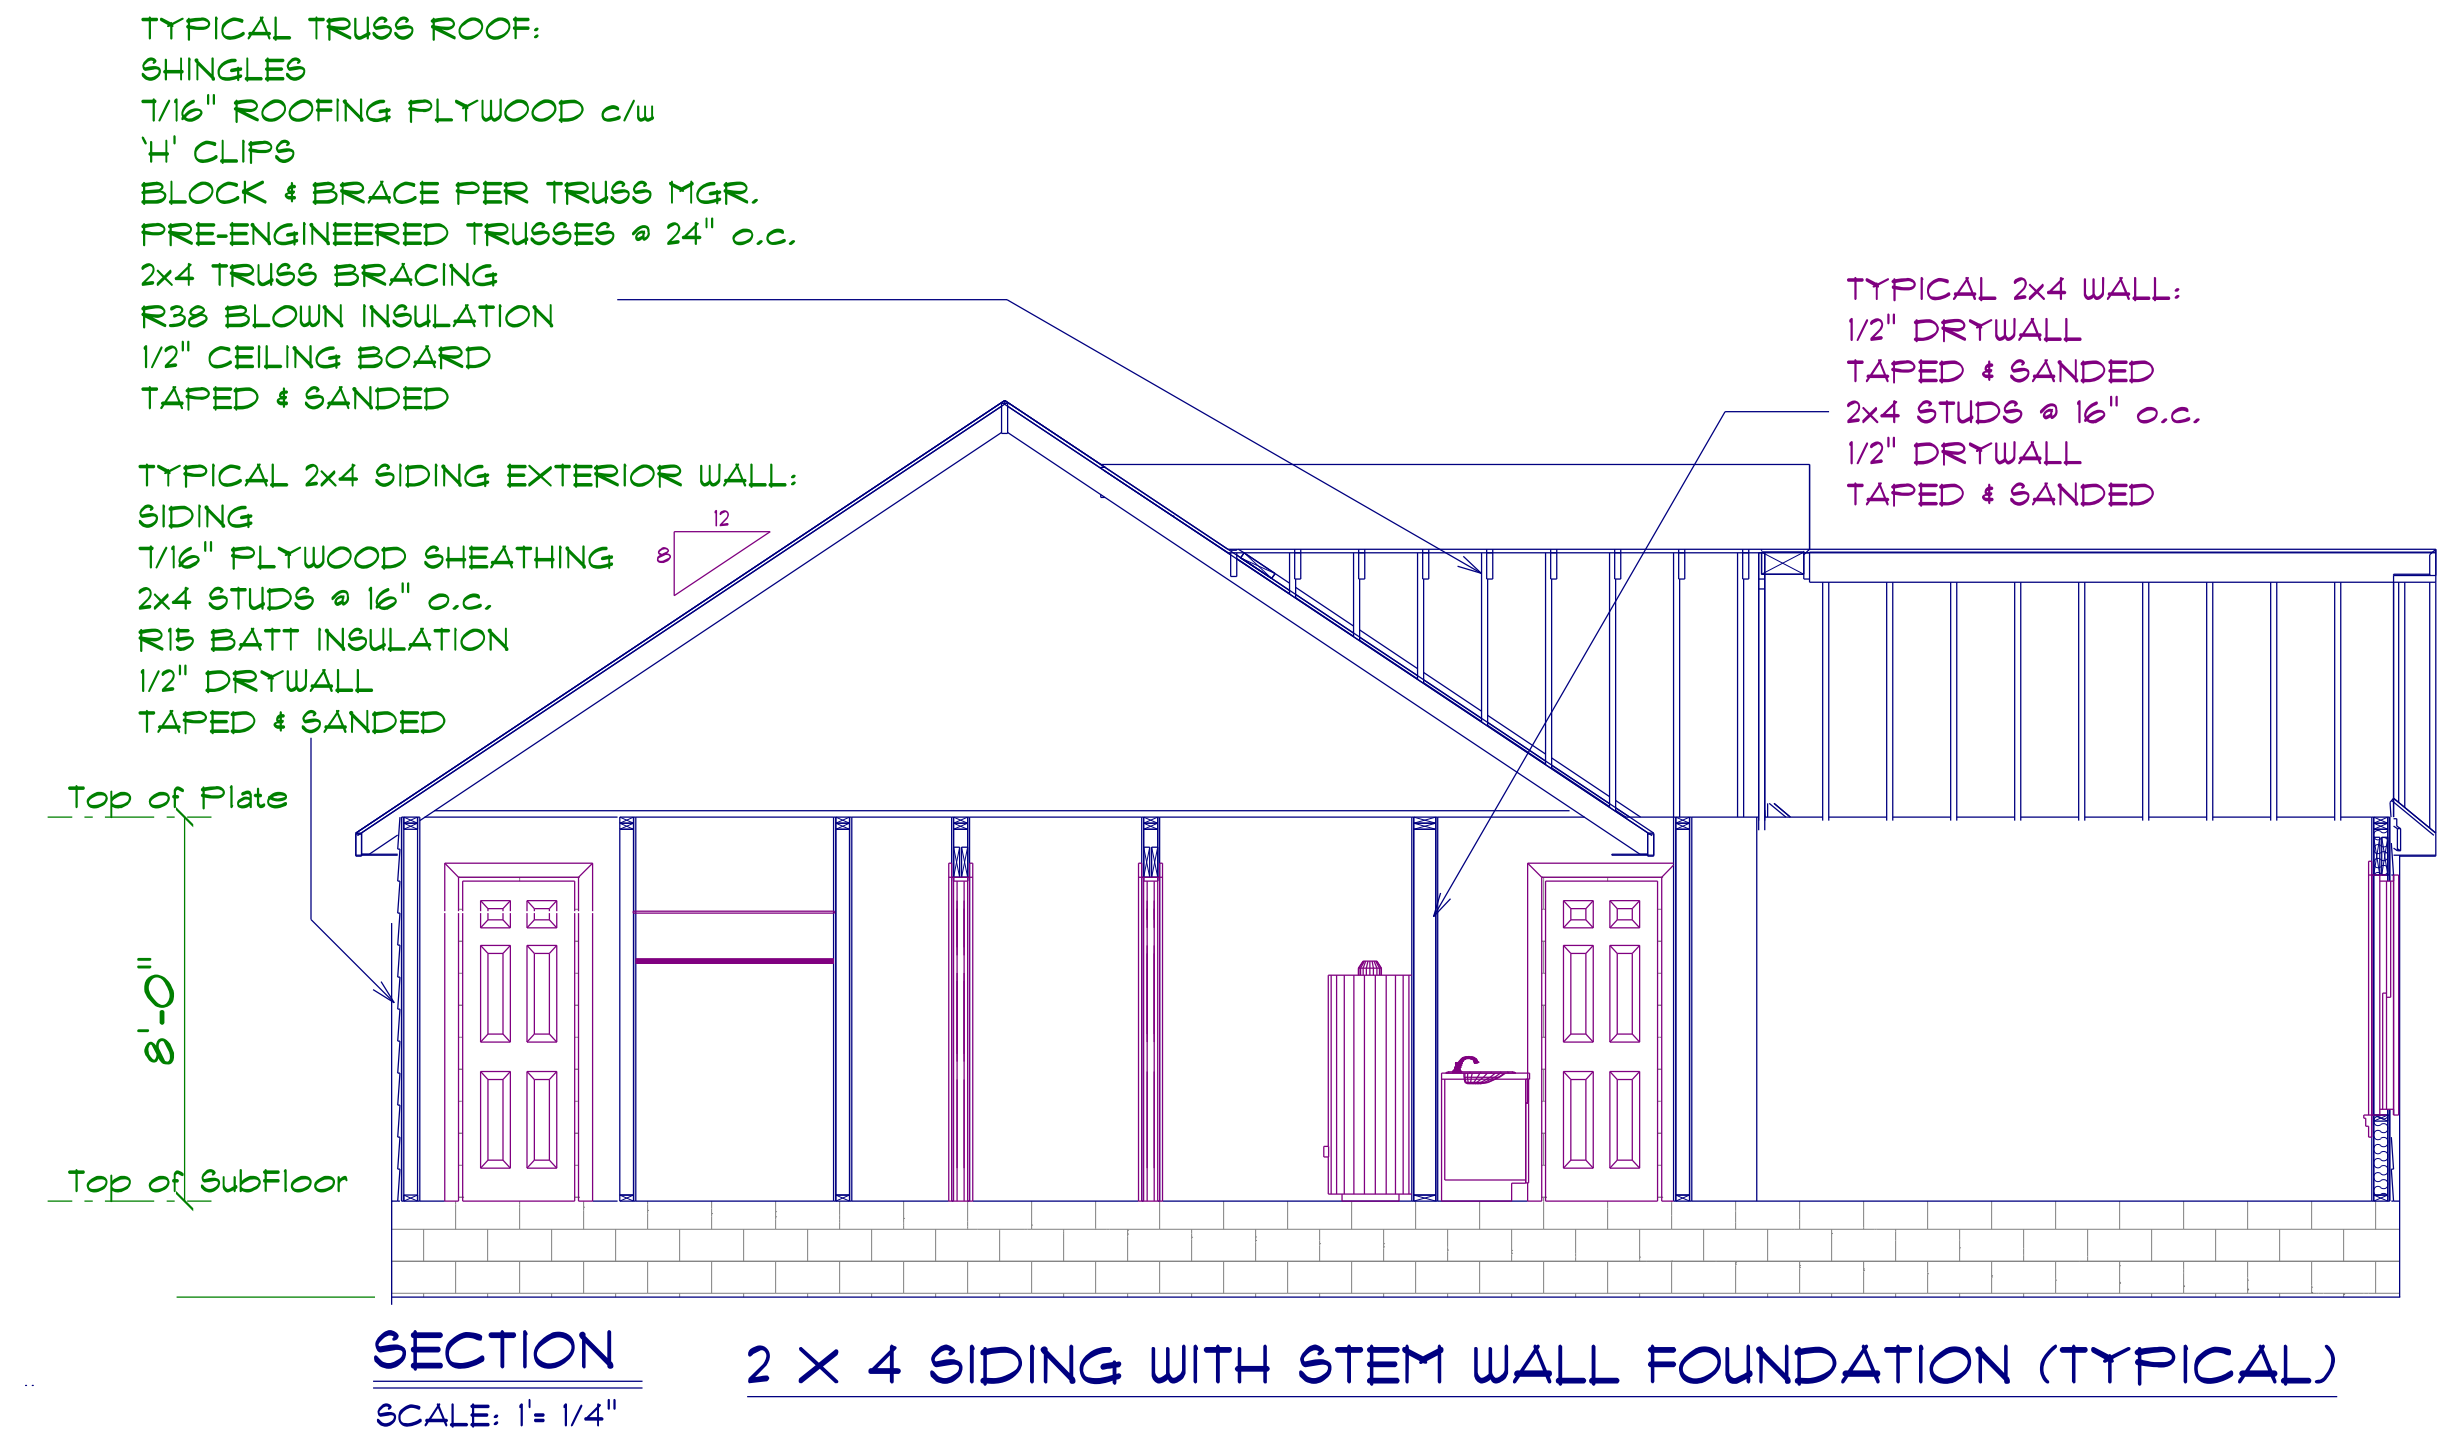 TYPICAL TRUSS ROOF:
SHINGLES
7/16" ROOFING PLYWOOD c/w
'H' CLIPS
BLOCK & BRACE PER TRUSS MGR.
PRE-ENGINEERED TRUSSES @ 24" o.c.
2x4 TRUSS BRACING
R38 BLOWN INSULATION
1/2" CEILING BOARD
TAPED & SANDED
TYPICAL 2x4 WALL:
1/2" DRYWALL
TAPED & SANDED
2x4 STUDS @ 16" o.c.
1/2" DRYWALL
TAPED & SANDED
TYPICAL 2x4 SIDING EXTERIOR WALL:
SIDING
7/16" PLYWOOD SHEATHING
2x4 STUDS @ 16" o.c.
R15 BATT INSULATION
1/2" DRYWALL
TAPED & SANDED
12
8
Top of Plate
8'-0"
Top of SubFloor
SECTION
SCALE: 1'= 1/4"
2 X 4 SIDING WITH STEM WALL FOUNDATION (TYPICAL)